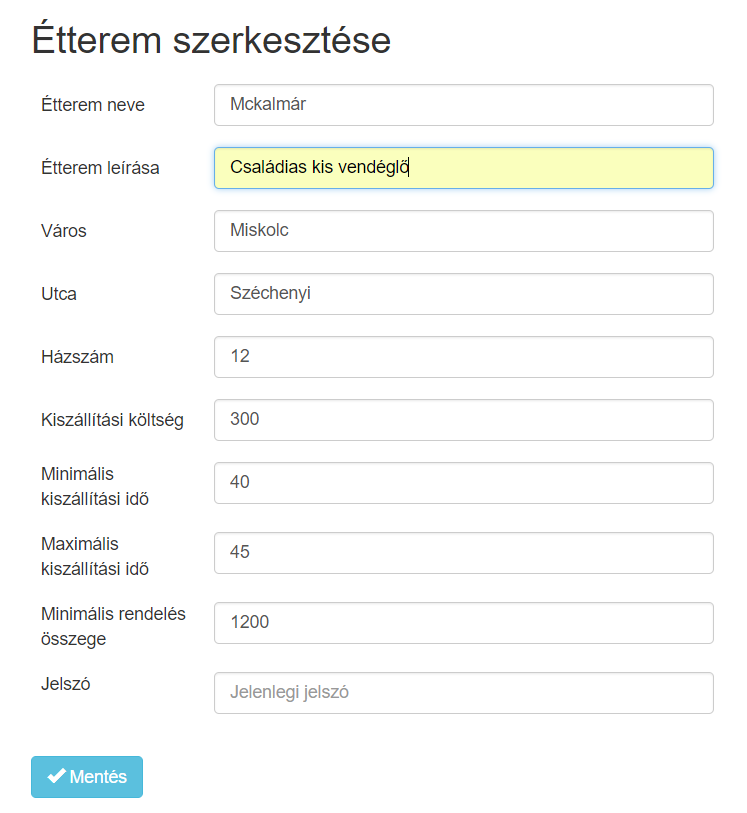 Étterem szerkesztése
Étterem neve
Mckalmár
Étterem leírása
Családias kis vendéglő
Város
Miskolc
Utca
Széchenyi
Házszám
12
Kiszállítási költség
300
Minimális
kiszállítási idő
40
Maximális
kiszállítási idő
45
Minimális rendelés
összege
1200
Jelszó
Jelenlegi jelszó
Mentés